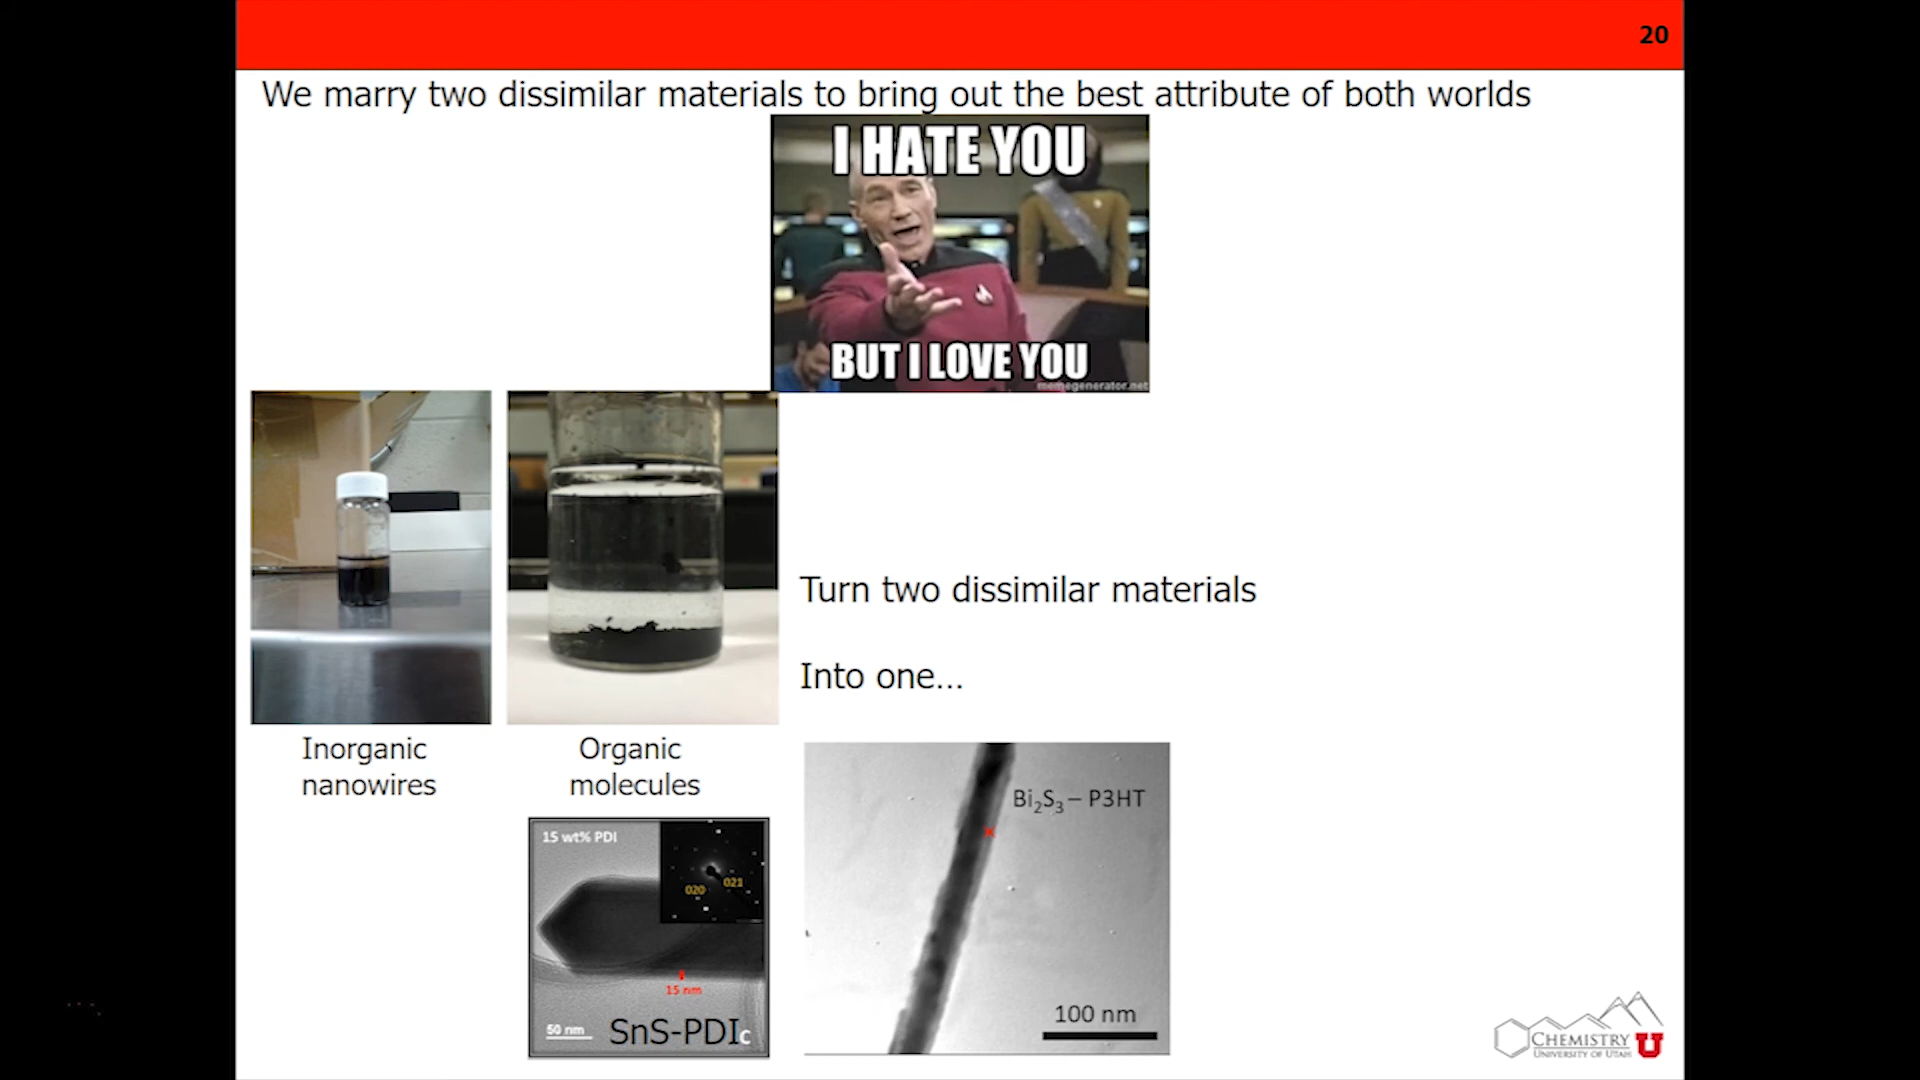 20
We marry two dissimilar materials to bring out the best attribute of both worlds
I HATE YOU
BUT I LOVE YOU
memegenerator.net
Turn two dissimilar materials
Into one...
Inorganic
nanowires
Organic
molecules
15 wt% PDI
020
021
15 nm
50 nm
SnS-PDI
c
Bi₂S₃ – P3HT
100 nm
CHEMISTRY
UNIVERSITY OF UTAH
U